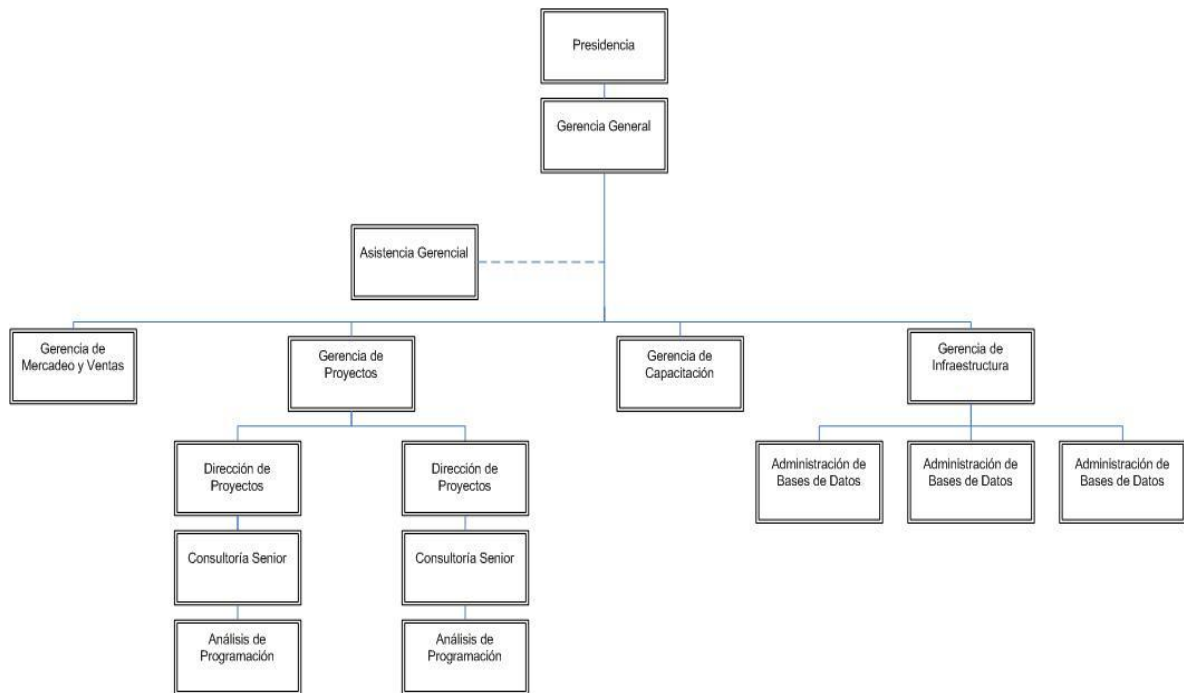 Presidencia
Gerencia General
Asistencia Gerencial
Gerencia de
Mercadeo y Ventas
Gerencia de
Proyectos
Gerencia de
Capacitación
Gerencia de
Infraestructura
Dirección de
Proyectos
Dirección de
Proyectos
Administración de
Bases de Datos
Administración de
Bases de Datos
Administración de
Bases de Datos
Consultoría Senior
Consultoría Senior
Análisis de
Programación
Análisis de
Programación